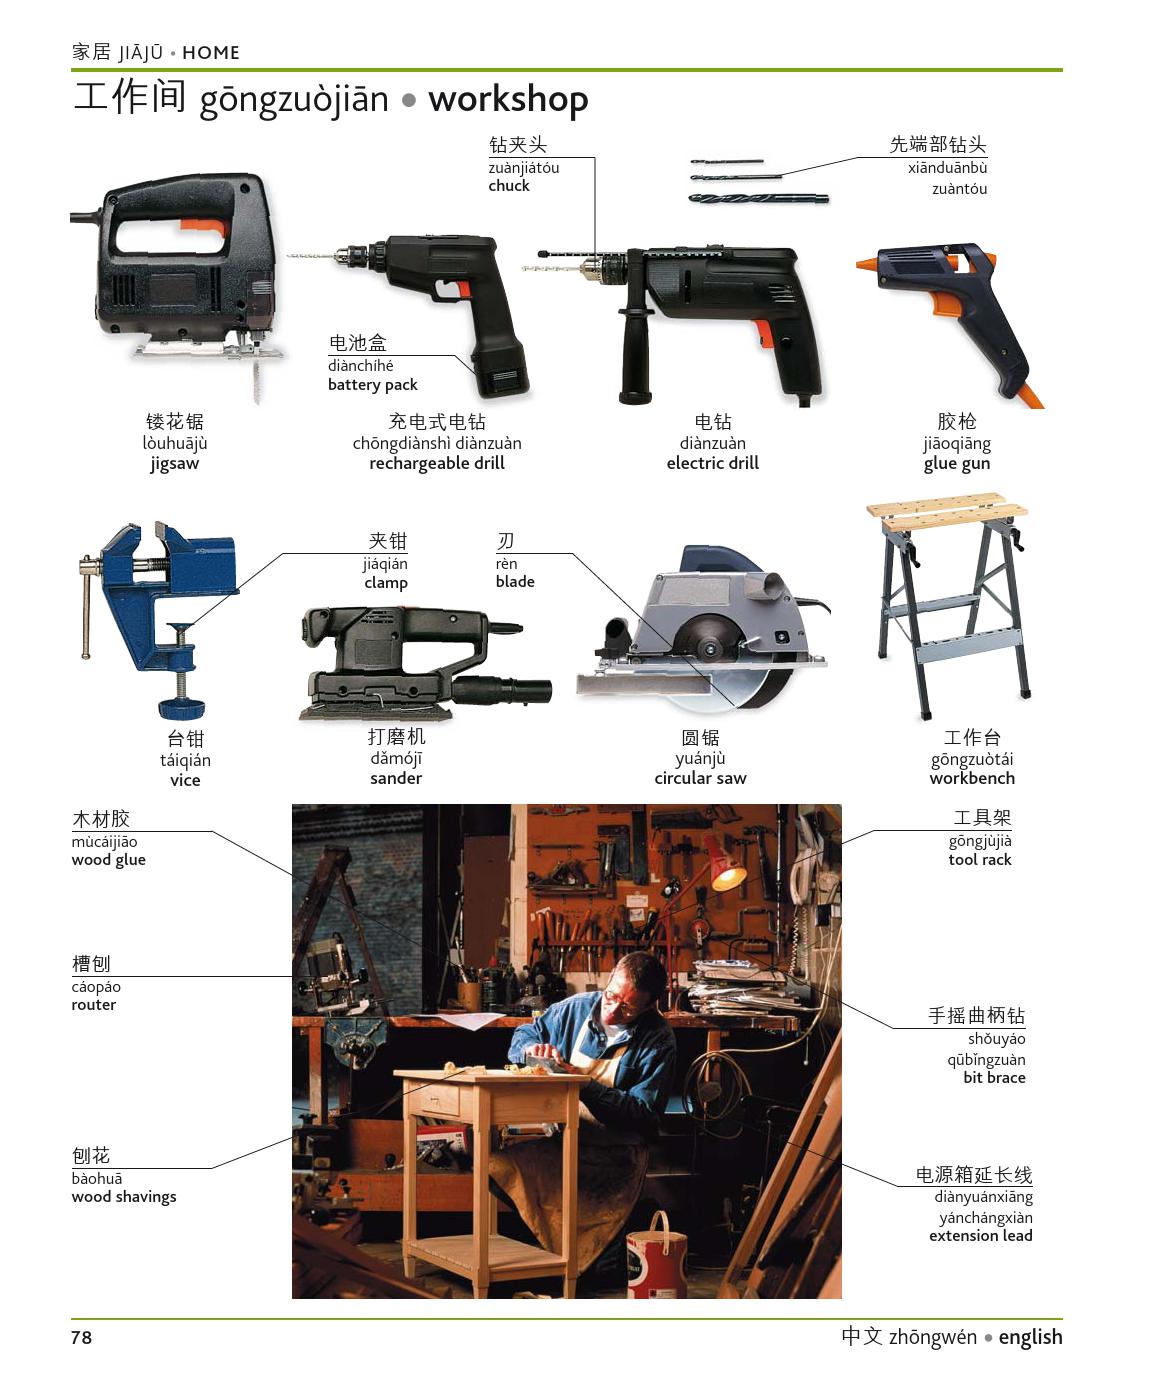 家居 JIĀJŪ • HOME
工作间 gōngzuòjiān • workshop
钻夹头
zuànjiátóu
chuck
先端部钻头
xiānduānbù
zuàntóu
电池盒
diànchíhé
battery pack
镂花锯
lòuhuājù
jigsaw
充电式电钻
chōngdiànshì diànzuàn
rechargeable drill
电钻
diànzuàn
electric drill
胶枪
jiāoqiāng
glue gun
夹钳
jiáqián
clamp
刃
rèn
blade
台钳
táiqián
vice
打磨机
dǎmójī
sander
圆锯
yuánjù
circular saw
工作台
gōngzuòtái
workbench
木材胶
mùcáijiāo
wood glue
工具架
gōngjùjià
tool rack
槽刨
cáopáo
router
手摇曲柄钻
shǒuyáo
qūbǐngzuàn
bit brace
刨花
bàohuā
wood shavings
电源箱延长线
diànyuánxiāng
yánchángxiàn
extension lead
78
中文 zhōngwén • english